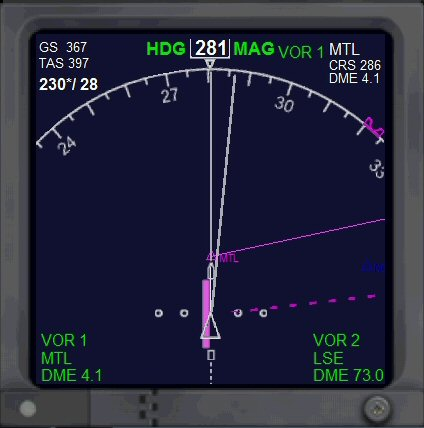 GS 367
TAS 397
230*/ 28
HDG 281 MAG VOR 1
MTL
CRS 286
DME 4.1
24
27
30
33
MTL
VOR 1
MTL
DME 4.1
VOR 2
LSE
DME 73.0